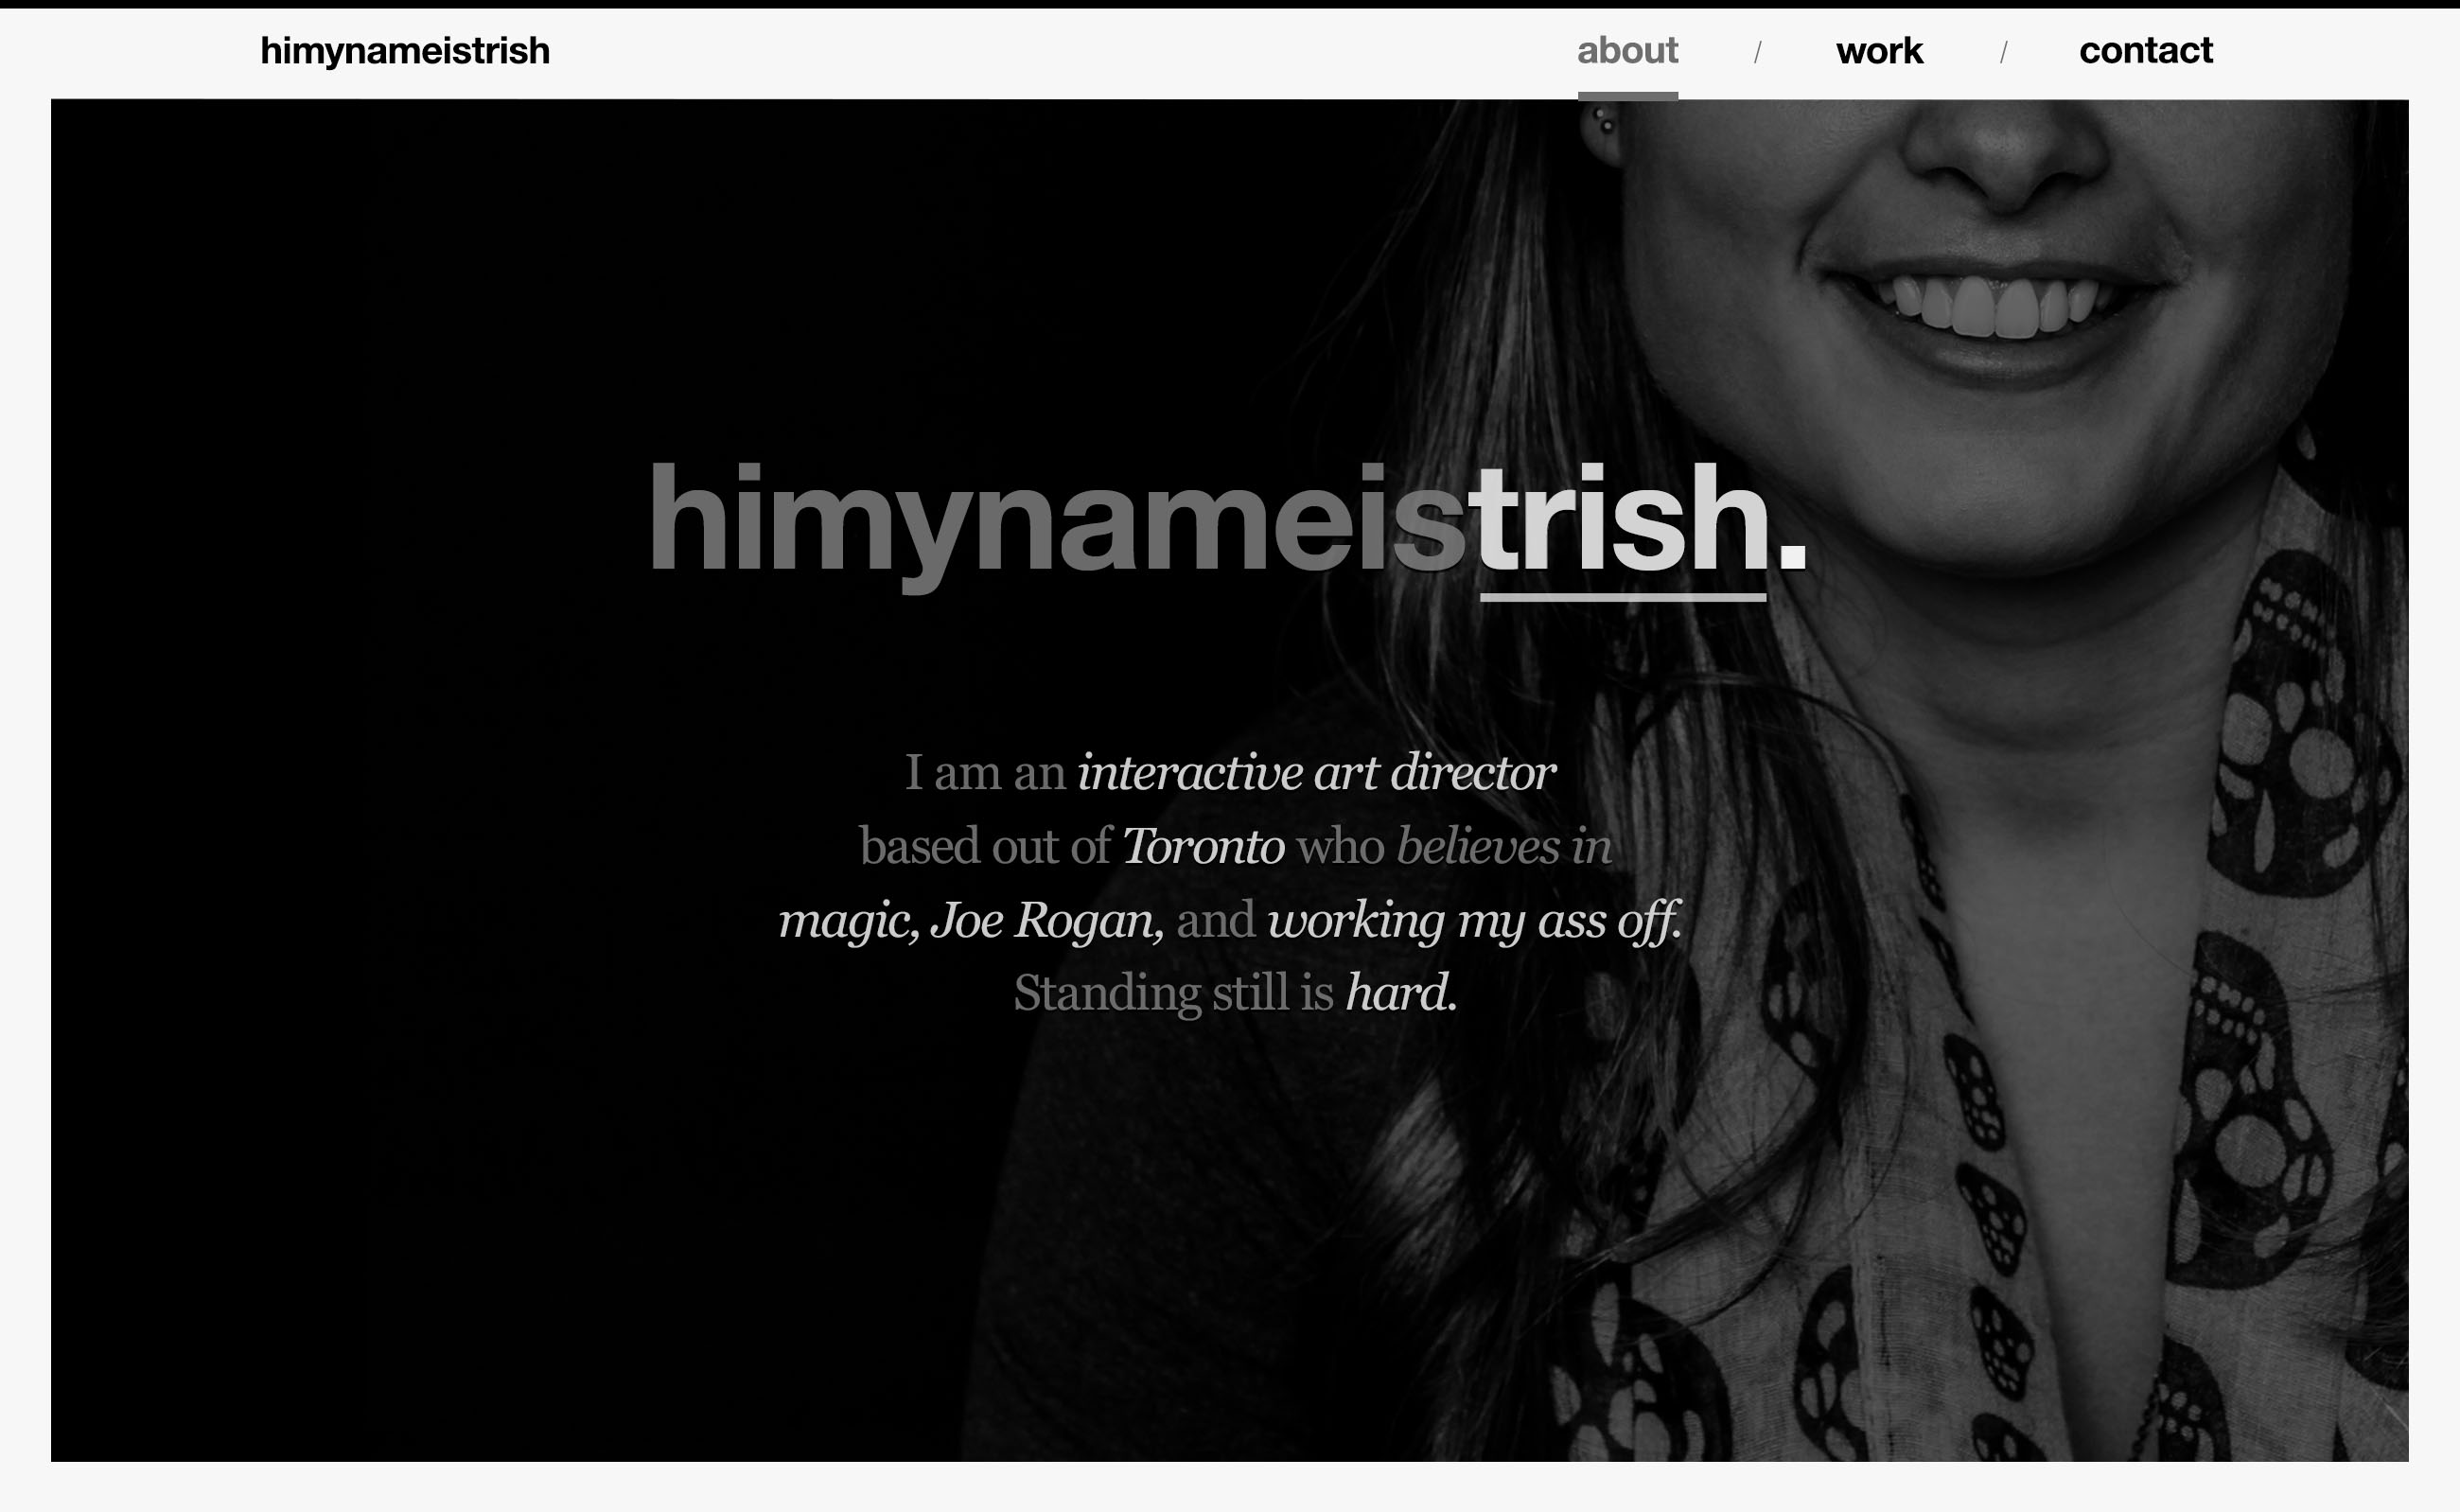 himynameistrish
about / work / contact
himynameistrish.
I am an interactive art director
based out of Toronto who believes in
magic, Joe Rogan, and working my ass off.
Standing still is hard.